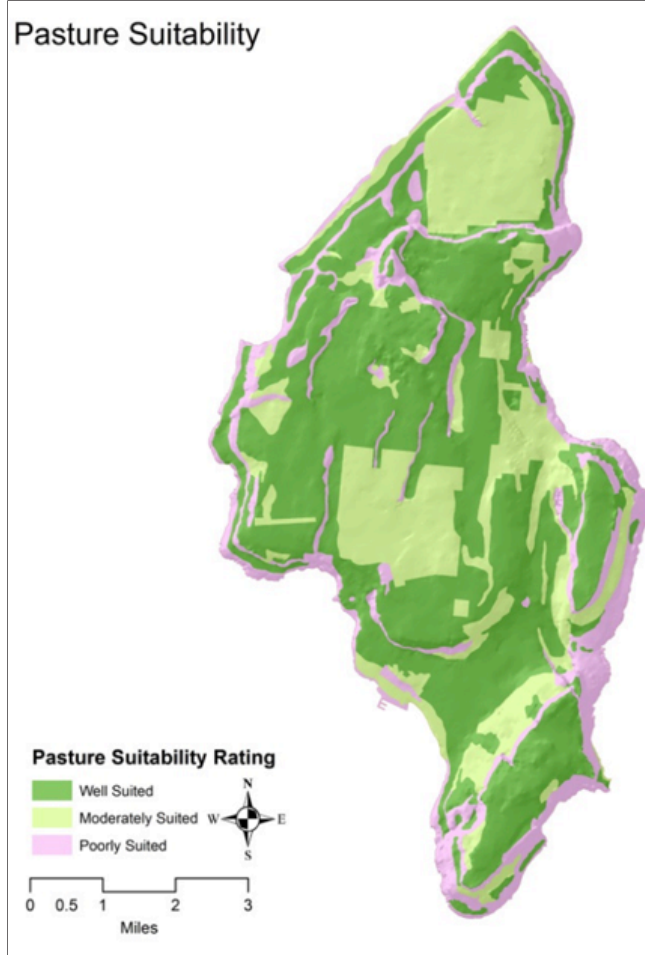 Pasture Suitability
Pasture Suitability Rating
Well Suited
Moderately Suited
Poorly Suited
N
W E
S
0 0.5 1 2 3
Miles